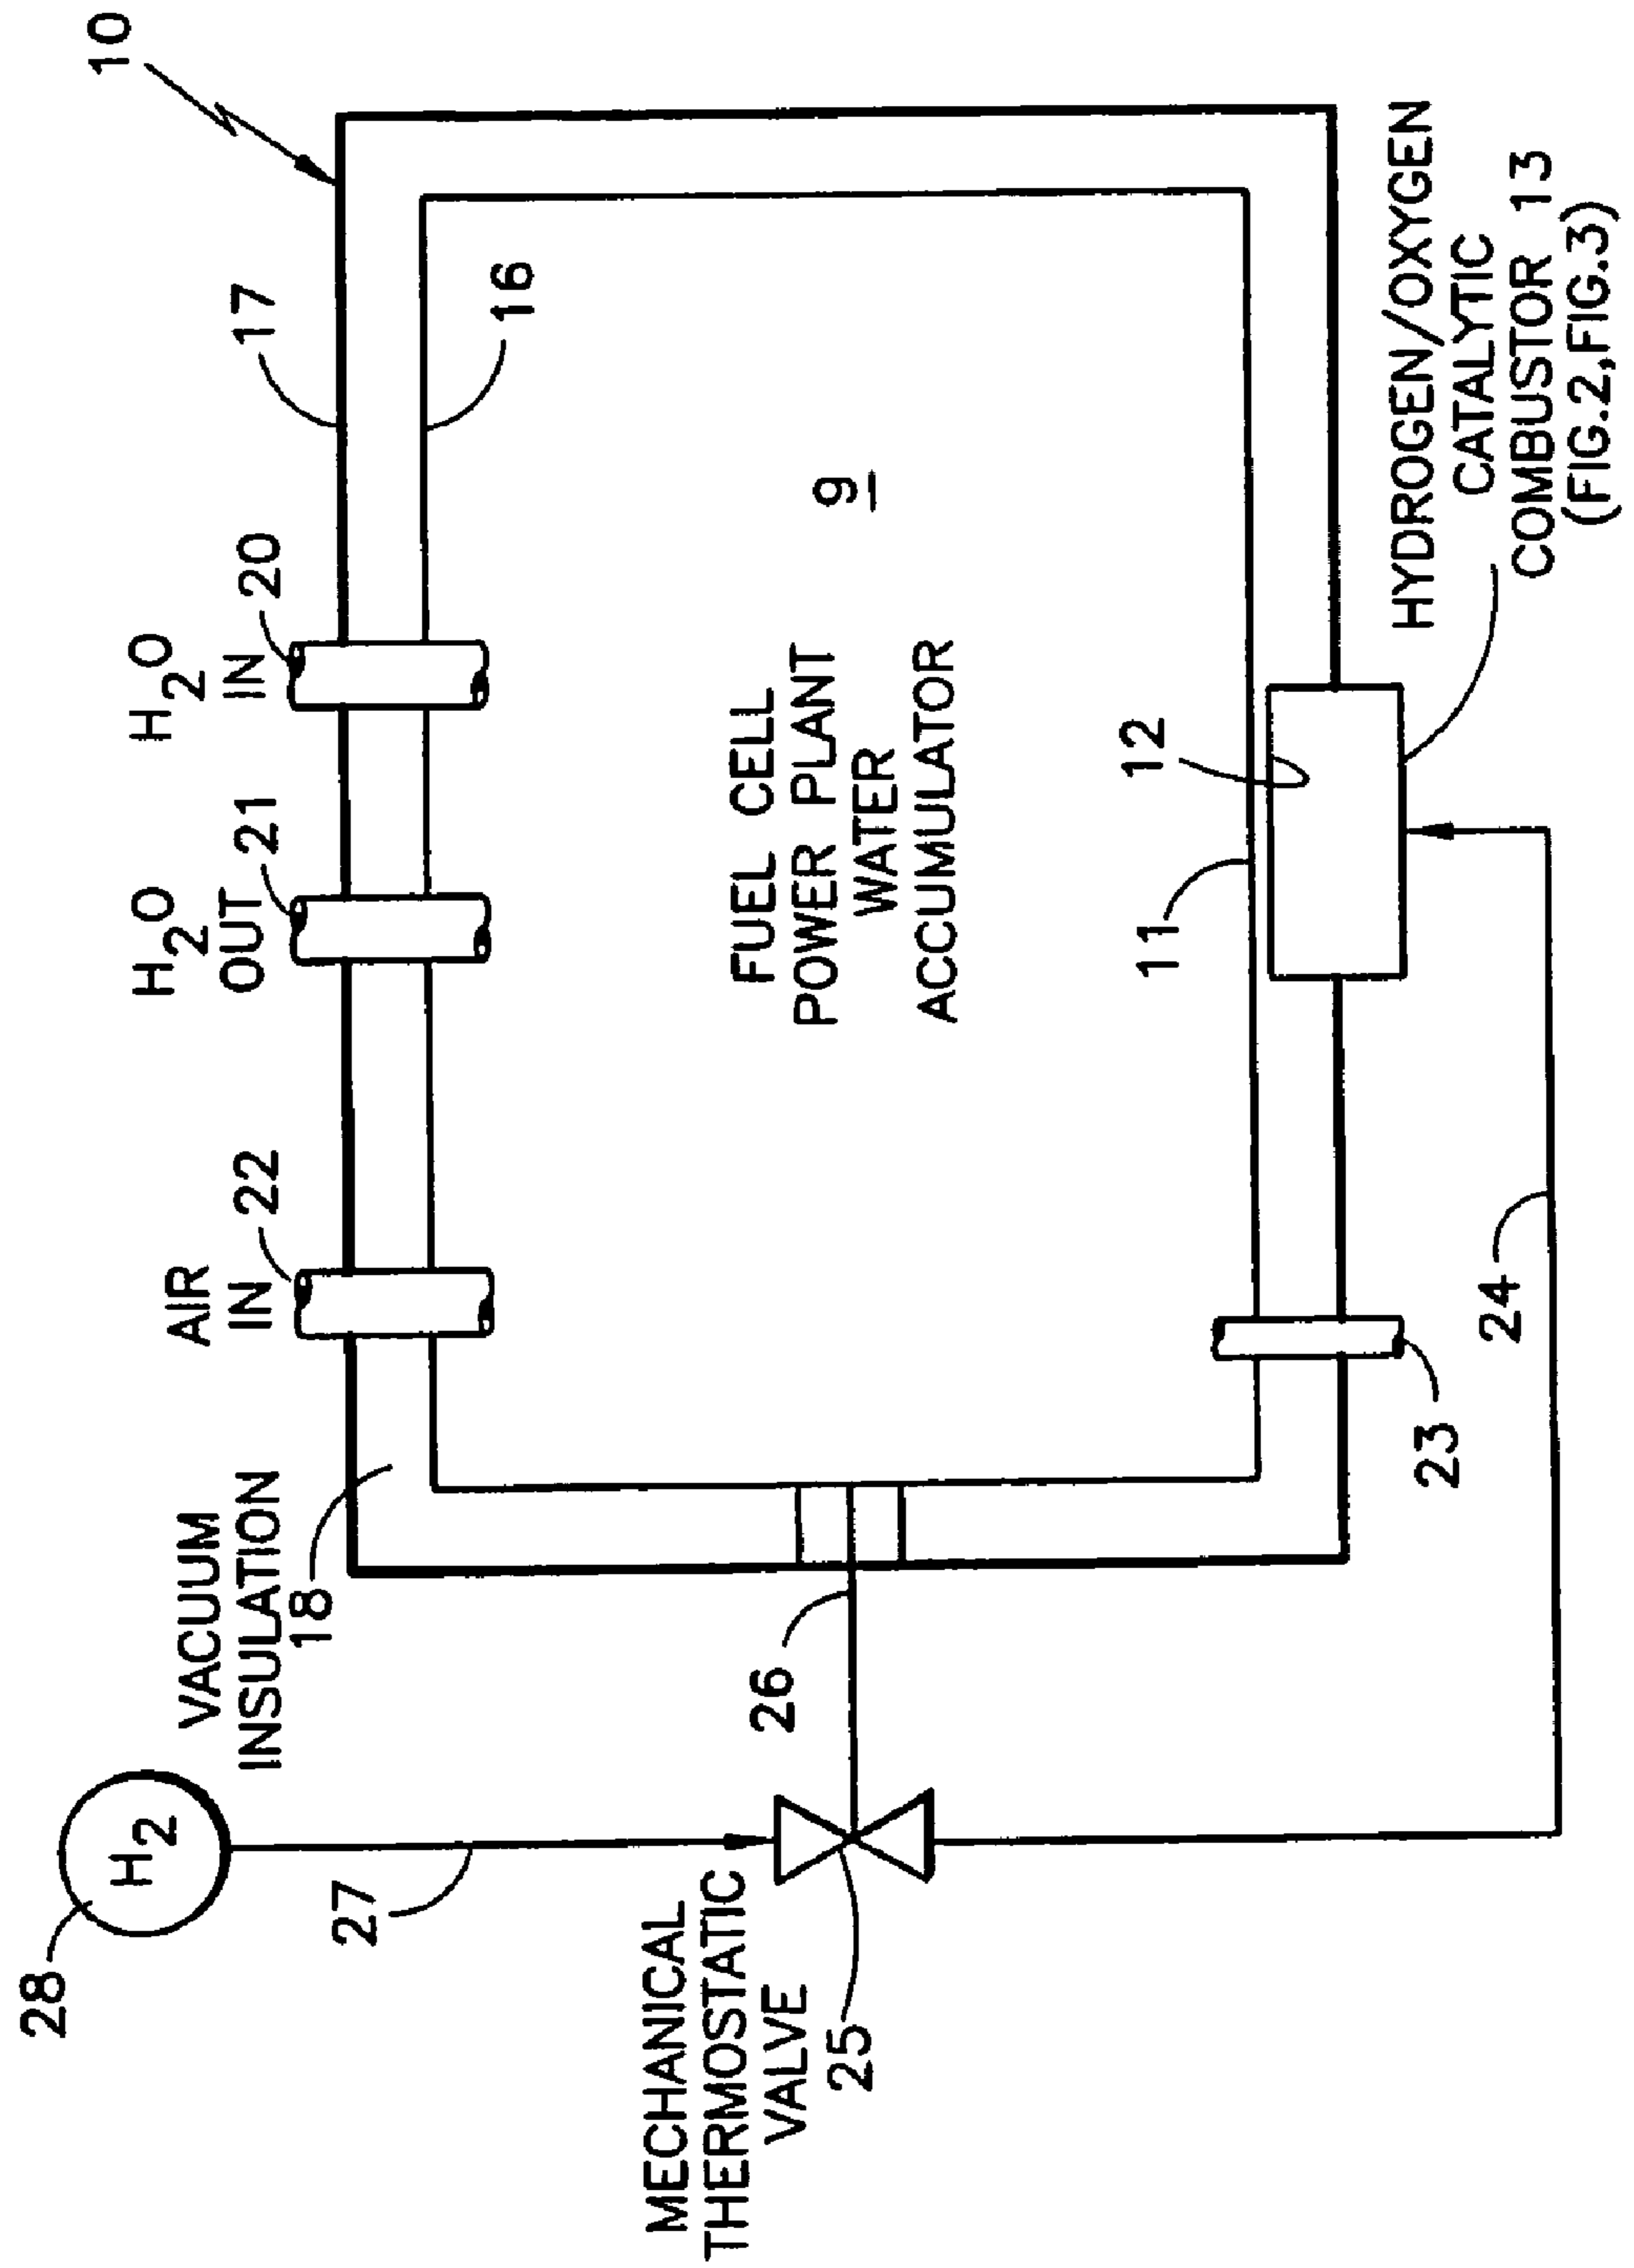 10
17
16
H2O
IN
20
H2O
OUT
21
AIR
IN
22
VACUUM
INSULATION
18
H2
28
27
9
FUEL CELL
POWER PLANT
WATER
ACCUMULATOR
12
11
26
MECHANICAL
THERMOSTATIC
VALVE
25
23
24
HYDROGEN/OXYGEN
CATALYTIC
COMBUSTOR 13
(FIG.2,FIG.3)